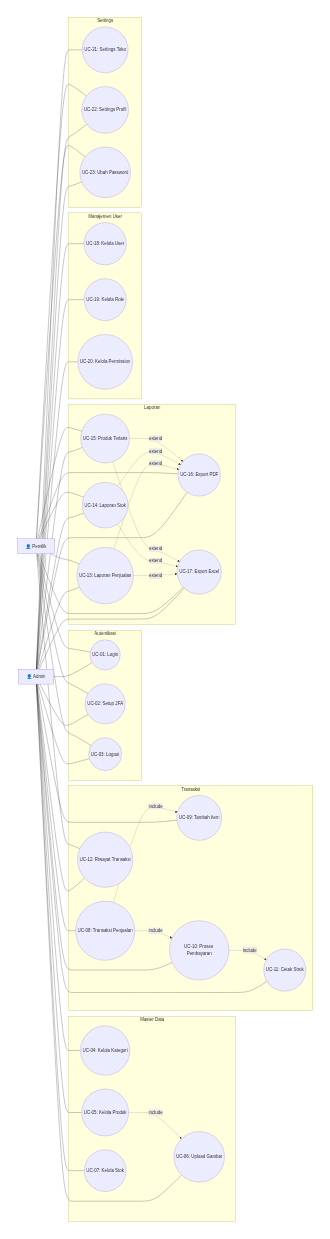 Settings
UC-21: Settings Toko
UC-22: Settings Profil
UC-23: Ubah Password
Manajemen User
UC-18: Kelola User
UC-19: Kelola Role
UC-20: Kelola Permission
Laporan
UC-15: Produk Terlaris
extend
extend
extend
UC-16: Export PDF
UC-14: Laporan Stok
Pemilik
extend
extend
extend
UC-13: Laporan Penjualan
UC-17: Export Excel
Autentikasi
UC-01: Login
Admin
UC-02: Setup 2FA
UC-03: Logout
Transaksi
include
UC-09: Tambah Item
UC-12: Riwayat Transaksi
UC-08: Transaksi Penjualan
include
UC-10: Proses
Pembayaran
include
UC-11: Cetak Struk
Master Data
UC-04: Kelola Kategori
UC-05: Kelola Produk
include
UC-06: Upload Gambar
UC-07: Kelola Stok